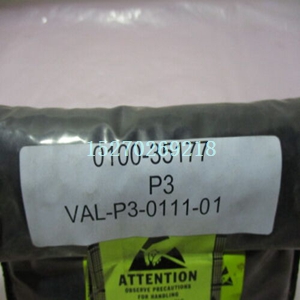 0100-35177
P3
VAL-P3-0111-01
ATTENTION
OBSERVE PRECAUTIONS
FOR HANDLING